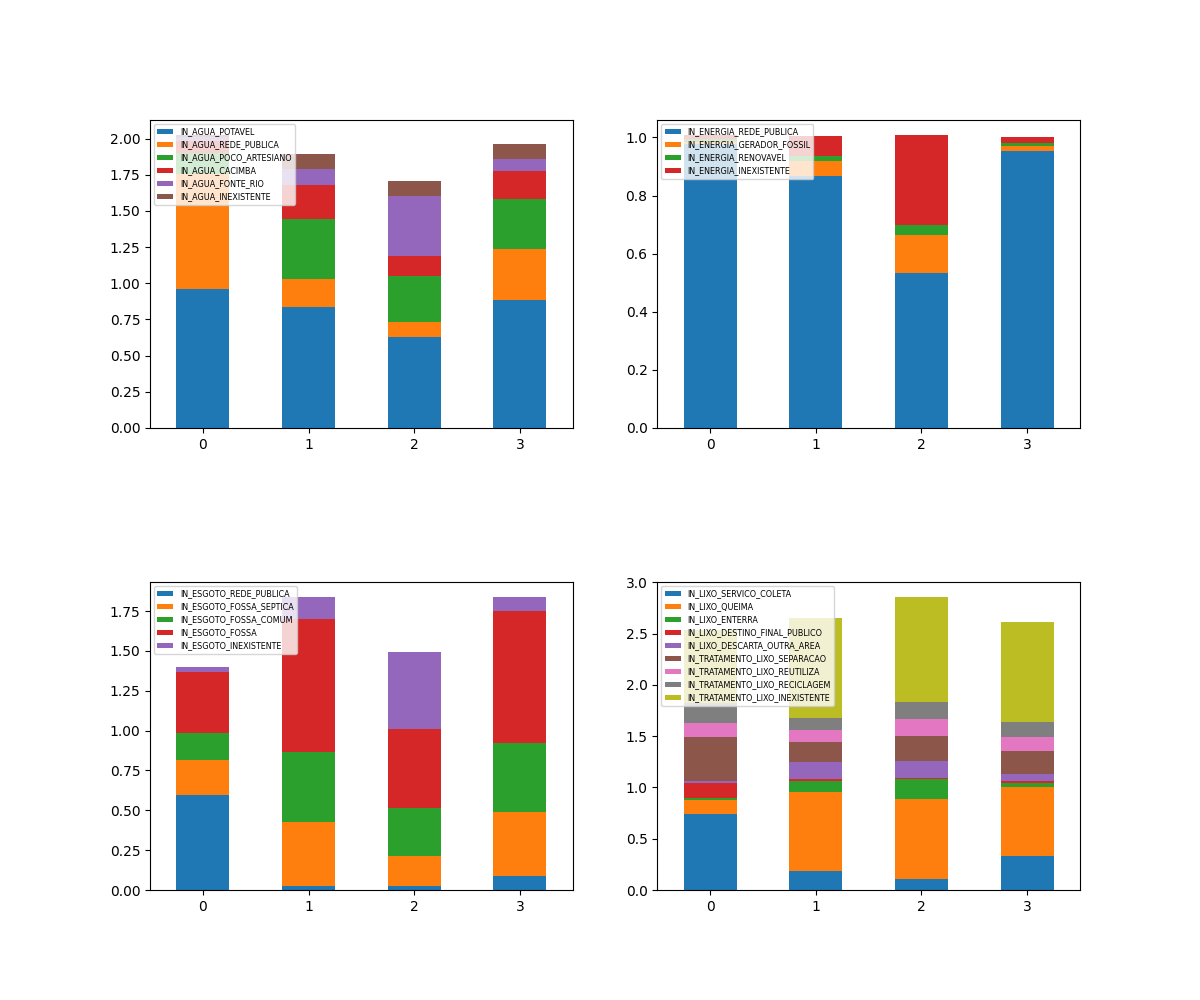 2.00
1.75
1.50
1.25
1.00
0.75
0.50
0.25
0.00
IN_AGUA_POTAVEL
IN_AGUA_REDE_PUBLICA
IN_AGUA_POCO_ARTESIANO
IN_AGUA_CACIMBA
IN_AGUA_FONTE_RIO
IN_AGUA_INEXISTENTE
0 1 2 3
1.0
0.8
0.6
0.4
0.2
0.0
IN_ENERGIA_REDE_PUBLICA
IN_ENERGIA_GERADOR_FOSSIL
IN_ENERGIA_RENOVAVEL
IN_ENERGIA_INEXISTENTE
0 1 2 3
1.75
1.50
1.25
1.00
0.75
0.50
0.25
0.00
IN_ESGOTO_REDE_PUBLICA
IN_ESGOTO_FOSSA_SEPTICA
IN_ESGOTO_FOSSA_COMUM
IN_ESGOTO_FOSSA
IN_ESGOTO_INEXISTENTE
0 1 2 3
3.0
2.5
2.0
1.5
1.0
0.5
0.0
IN_LIXO_SERVICO_COLETA
IN_LIXO_QUEIMA
IN_LIXO_ENTERRA
IN_LIXO_DESTINO_FINAL_PUBLICO
IN_LIXO_DESCARTA_OUTRA_AREA
IN_TRATAMENTO_LIXO_SEPARACAO
IN_TRATAMENTO_LIXO_REUTILIZA
IN_TRATAMENTO_LIXO_RECICLAGEM
IN_TRATAMENTO_LIXO_INEXISTENTE
0 1 2 3